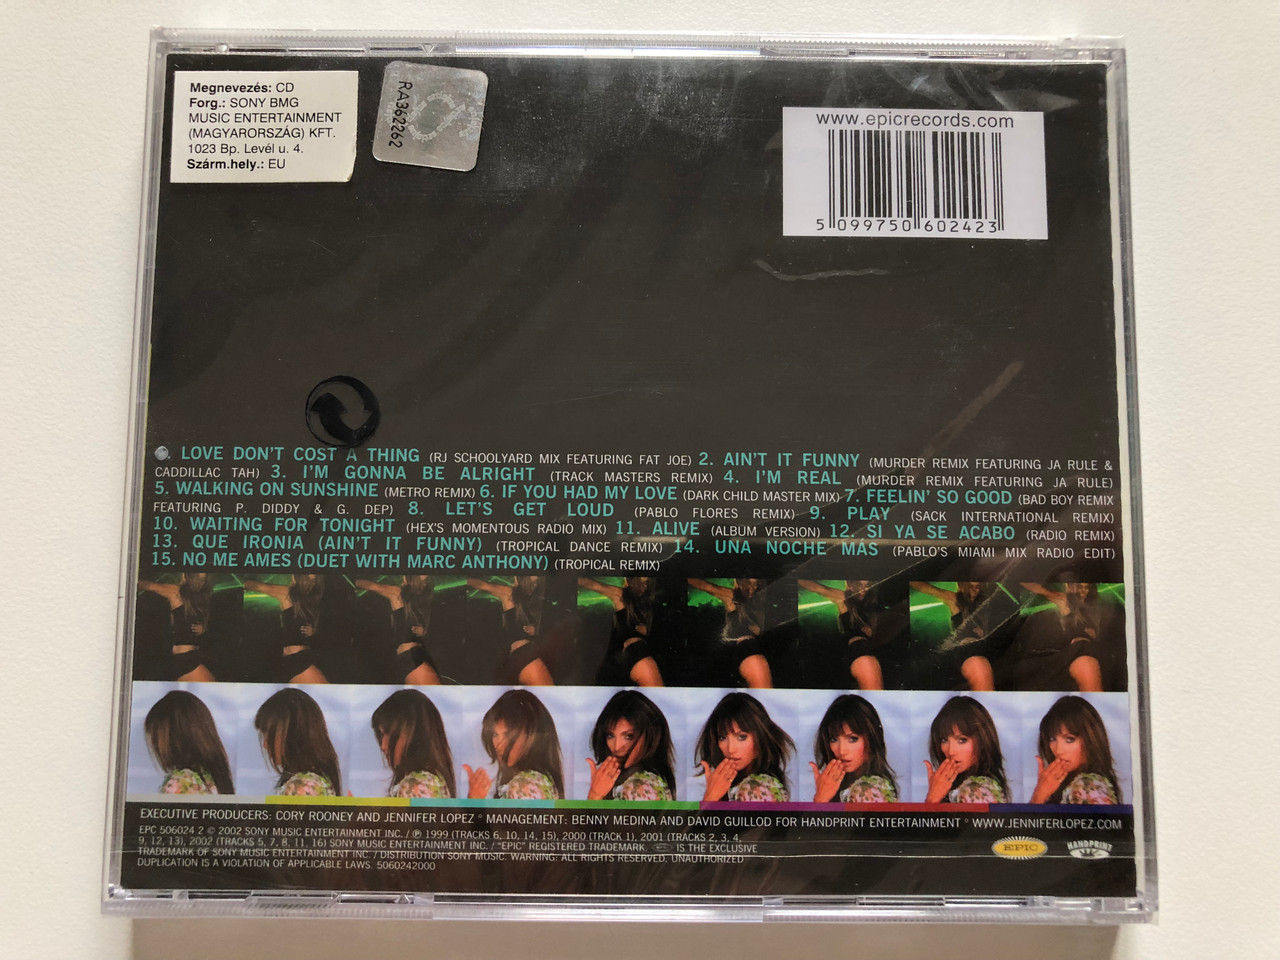 Megnevezés: CD
Forg.: SONY BMG
MUSIC ENTERTAINMENT
(MAGYARORSZÁG) KFT.
1023 Bp. Levél u. 4.
Szárm.hely.: EU
RA362262
www.epicrecords.com
5 099750 602423
LOVE DON'T COST A THING (RJ SCHOOLYARD MIX FEATURING FAT JOE) 2. AIN'T IT FUNNY (MURDER REMIX FEATURING JA RULE &
CADDILLAC TAH) 3. I'M GONNA BE ALRIGHT (TRACK MASTERS REMIX) 4. I'M REAL (MURDER REMIX FEATURING JA RULE)
5. WALKING ON SUNSHINE (METRO REMIX) 6. IF YOU HAD MY LOVE (DARK CHILD MASTER MIX) 7. FEELIN' SO GOOD (BAD BOY REMIX
FEATURING P. DIDDY & G. DEP) 8. LET'S GET LOUD (PABLO FLORES REMIX) 9. PLAY (SACK INTERNATIONAL REMIX)
10. WAITING FOR TONIGHT (HEX'S MOMENTOUS RADIO MIX) 11. ALIVE (ALBUM VERSION) 12. SI YA SE ACABO (RADIO REMIX)
13. QUE IRONIA (AIN'T IT FUNNY) (TROPICAL DANCE REMIX) 14. UNA NOCHE MÁS (PABLO'S MIAMI MIX RADIO EDIT)
15. NO ME AMES (DUET WITH MARC ANTHONY) (TROPICAL REMIX)
EXECUTIVE PRODUCERS: CORY ROONEY AND JENNIFER LOPEZ * MANAGEMENT: BENNY MEDINA AND DAVID GUILLOD FOR HANDPRINT ENTERTAINMENT * WWW.JENNIFERLOPEZ.COM
EPC 506024 2 © 2002 SONY MUSIC ENTERTAINMENT INC. / ℗ 1999 (TRACKS 6, 10, 14, 15), 2000 (TRACK 1), 2001 (TRACKS 2, 3, 4,
9, 12, 13), 2002 (TRACKS 5, 7, 8, 11, 16) SONY MUSIC ENTERTAINMENT INC. / "EPIC" REGISTERED TRADEMARK. IS THE EXCLUSIVE
TRADEMARK OF SONY MUSIC ENTERTAINMENT INC. / DISTRIBUTION SONY MUSIC. WARNING: ALL RIGHTS RESERVED. UNAUTHORIZED
DUPLICATION IS A VIOLATION OF APPLICABLE LAWS. 5060242000
EPIC
HANDPRINT